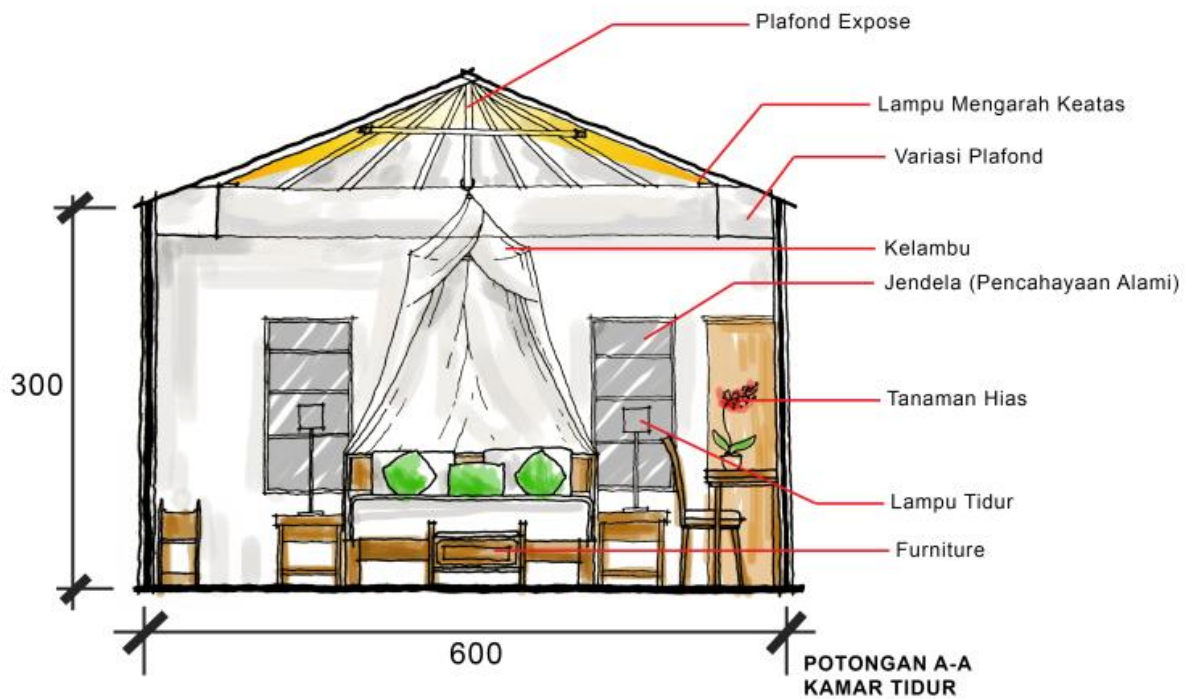 Plafond Expose
Lampu Mengarah Keatas
Variasi Plafond
Kelambu
Jendela (Pencahayaan Alami)
300
Tanaman Hias
Lampu Tidur
Furniture
600
POTONGAN A-A
KAMAR TIDUR